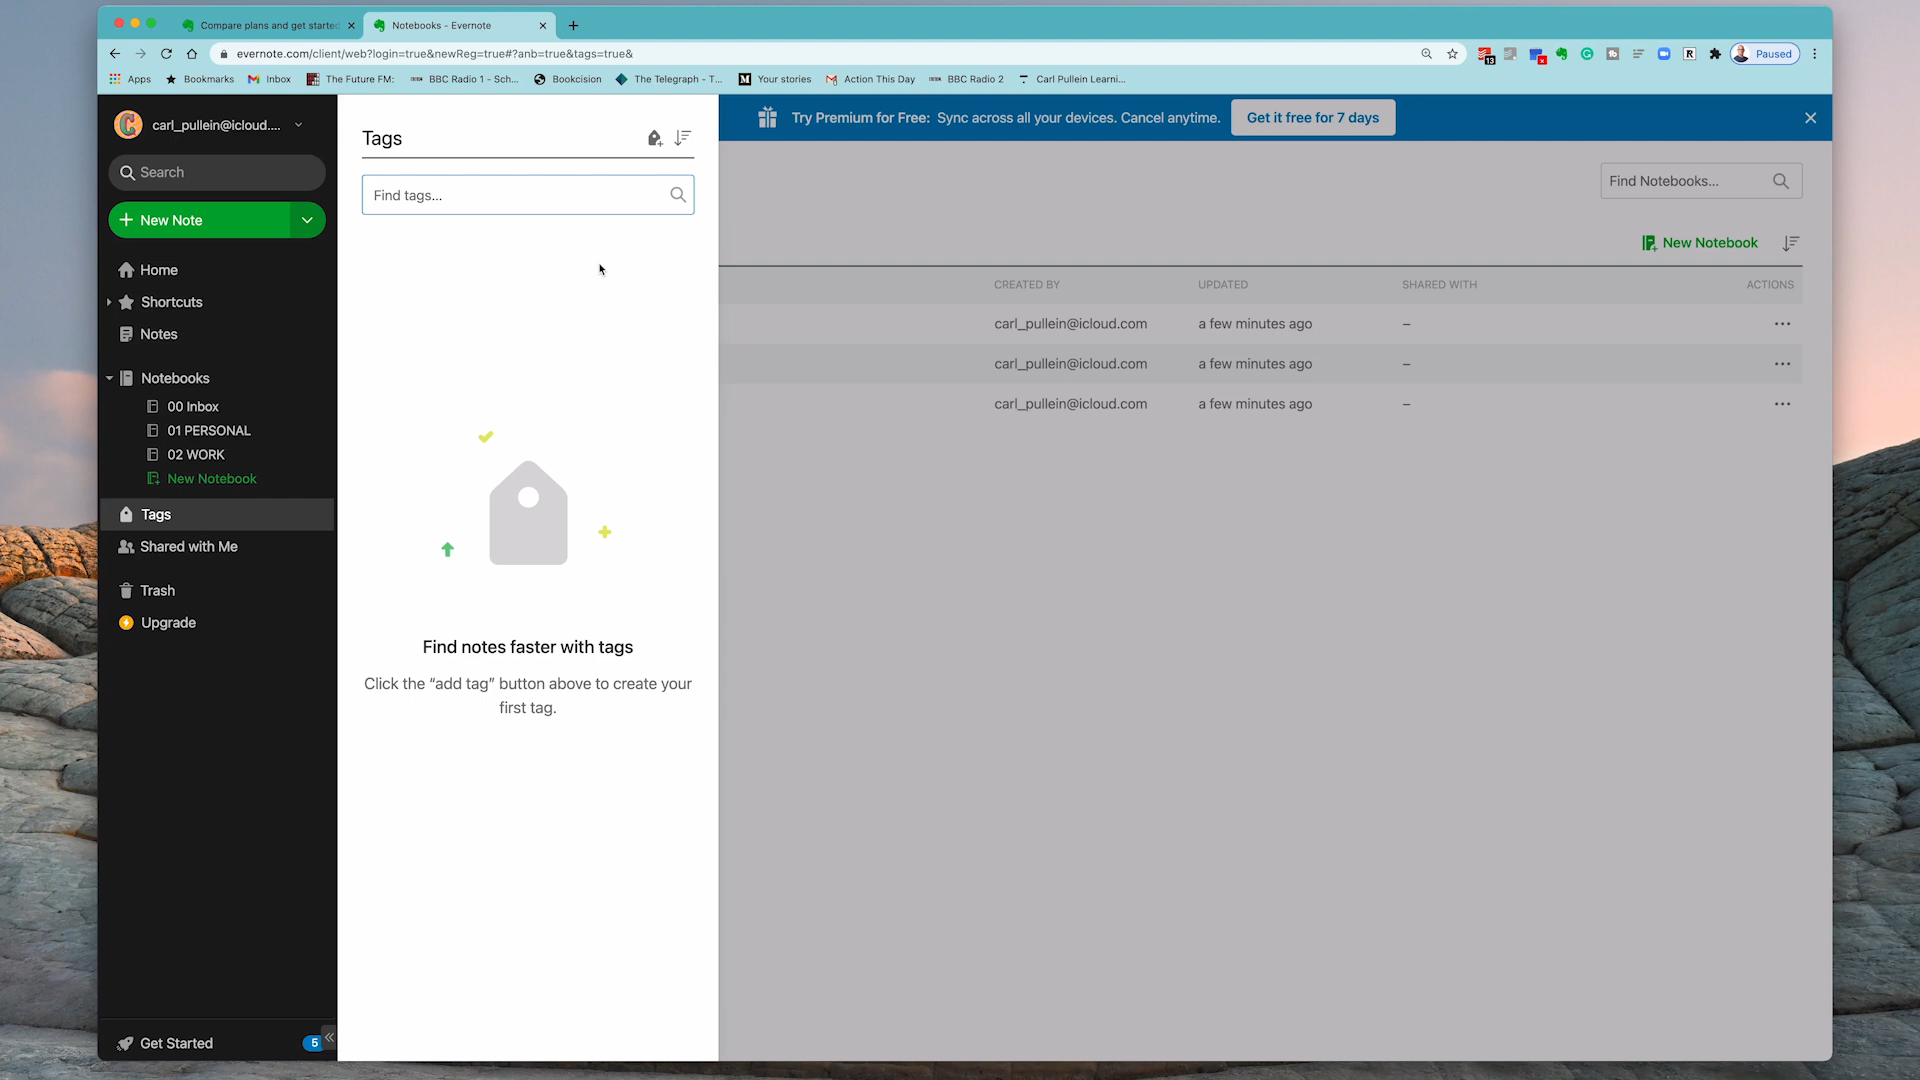 Compare plans and get started
Notebooks - Evernote
evernote.com/client/web?login=true&newReg=true#?anb=true&tags=true&
13
Paused
Apps
Bookmarks
Inbox
The Future FM:
BBC Radio 1 - Sch...
Bookcision
The Telegraph - T...
Your stories
Action This Day
BBC Radio 2
Carl Pullein Learni...
carl_pullein@icloud....
Search
New Note
Home
Shortcuts
Notes
Notebooks
00 Inbox
01 PERSONAL
02 WORK
New Notebook
Tags
Shared with Me
Trash
Upgrade
Get Started
5
Tags
Find tags...
Find notes faster with tags
Click the “add tag” button above to create your
first tag.
Try Premium for Free: Sync across all your devices. Cancel anytime.
Get it free for 7 days
Find Notebooks...
New Notebook
CREATED BY UPDATED SHARED WITH ACTIONS
carl_pullein@icloud.com a few minutes ago –
carl_pullein@icloud.com a few minutes ago –
carl_pullein@icloud.com a few minutes ago –